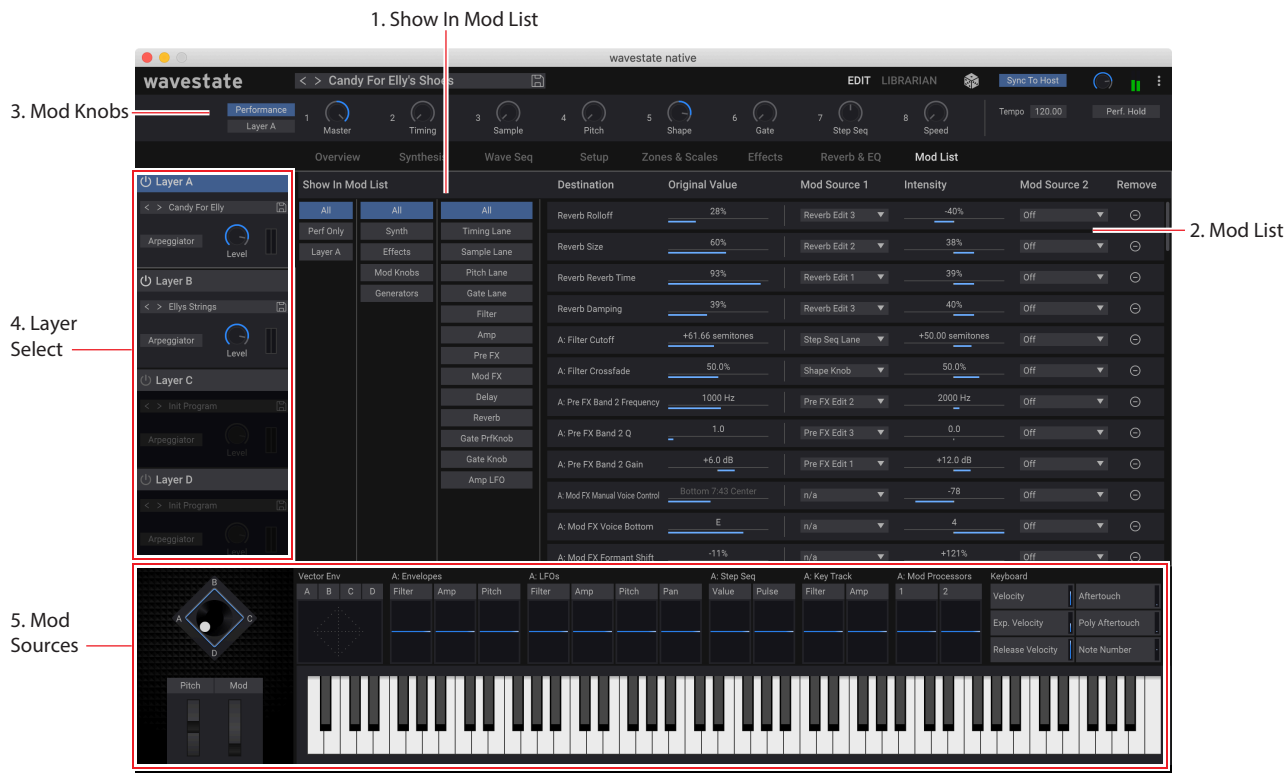 1. Show In Mod List
wavestate native
wavestate
< > Candy For Elly's Shoes
EDIT LIBRARIAN
Sync To Host
3. Mod Knobs
Performance
Layer A
1 Master
2 Timing
3 Sample
4 Pitch
5 Shape
6 Gate
7 Step Seq
8 Speed
Tempo 120.00
Perf. Hold
Overview Synthesis Wave Seq Setup Zones & Scales Effects Reverb & EQ Mod List
Layer A
< > Candy For Elly
Arpeggiator
Level
Layer B
< > Ellys Strings
Arpeggiator
Level
Layer C
< > Init Program
Arpeggiator
Level
Layer D
< > Init Program
Arpeggiator
Level
4. Layer
Select
Show In Mod List
All
Perf Only
Layer A
All
Synth
Effects
Mod Knobs
Generators
All
Timing Lane
Sample Lane
Pitch Lane
Gate Lane
Filter
Amp
Pre FX
Mod FX
Delay
Reverb
Gate PrfKnob
Gate Knob
Amp LFO
Destination Original Value Mod Source 1 Intensity Mod Source 2 Remove
Reverb Rolloff 28% Reverb Edit 3 -40% Off
Reverb Size 60% Reverb Edit 2 38% Off
Reverb Reverb Time 93% Reverb Edit 1 39% Off
Reverb Damping 39% Reverb Edit 3 40% Off
A: Filter Cutoff +61.66 semitones Step Seq Lane +50.00 semitones Off
A: Filter Crossfade 50.0% Shape Knob 50.0% Off
A: Pre FX Band 2 Frequency 1000 Hz Pre FX Edit 2 2000 Hz Off
A: Pre FX Band 2 Q 1.0 Pre FX Edit 3 0.0 Off
A: Pre FX Band 2 Gain +6.0 dB Pre FX Edit 1 +12.0 dB Off
A: Mod FX Manual Voice Control Bottom 7:43 Center n/a -78 Off
A: Mod FX Voice Bottom E n/a 4 Off
A: Mod FX Formant Shift -11% n/a +121% Off
2. Mod List
5. Mod
Sources
B
A
C
D
Pitch Mod
Vector Env
A B C D
A: Envelopes
Filter Amp Pitch
A: LFOs
Filter Amp Pitch Pan
A: Step Seq
Value Pulse
A: Key Track
Filter Amp
A: Mod Processors
1 2
Keyboard
Velocity Aftertouch
Exp. Velocity Poly Aftertouch
Release Velocity Note Number